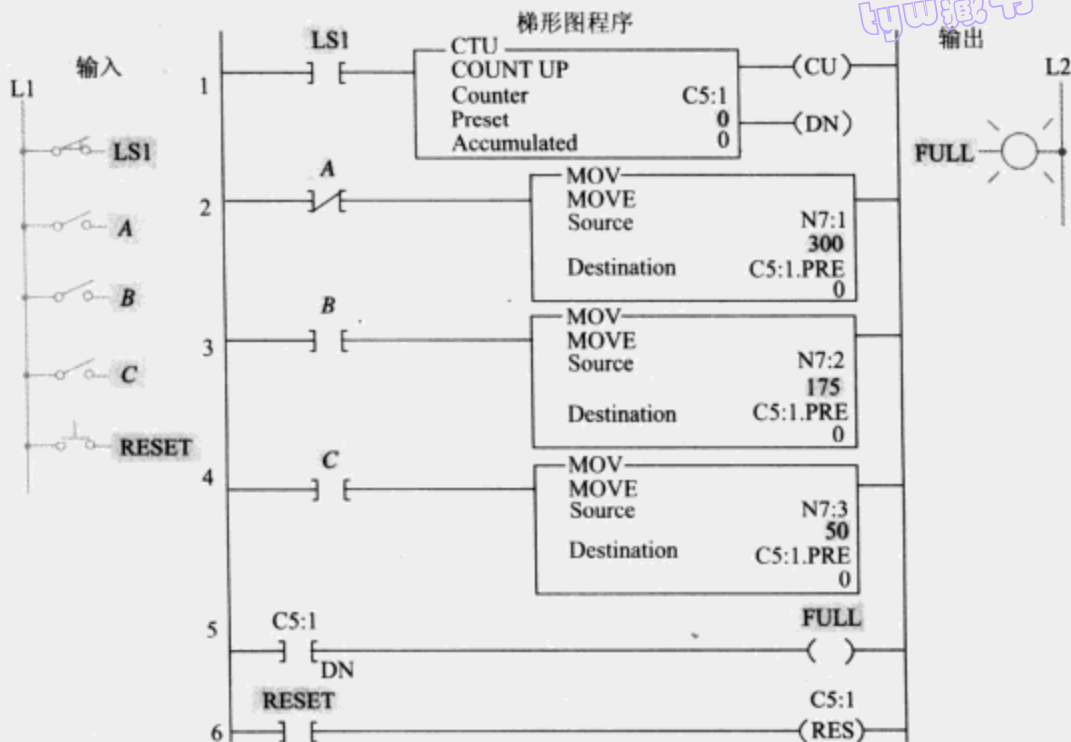 梯形图程序
输入
输出
L1
LS1
A
B
C
RESET
1
LS1
CTU
COUNT UP
Counter C5:1
Preset 0
Accumulated 0
(CU)
(DN)
2
A
MOV
MOVE
Source N7:1
300
Destination C5:1.PRE
0
3
B
MOV
MOVE
Source N7:2
175
Destination C5:1.PRE
0
4
C
MOV
MOVE
Source N7:3
50
Destination C5:1.PRE
0
5
C5:1
DN
FULL
6
RESET
C5:1
(RES)
L2
FULL